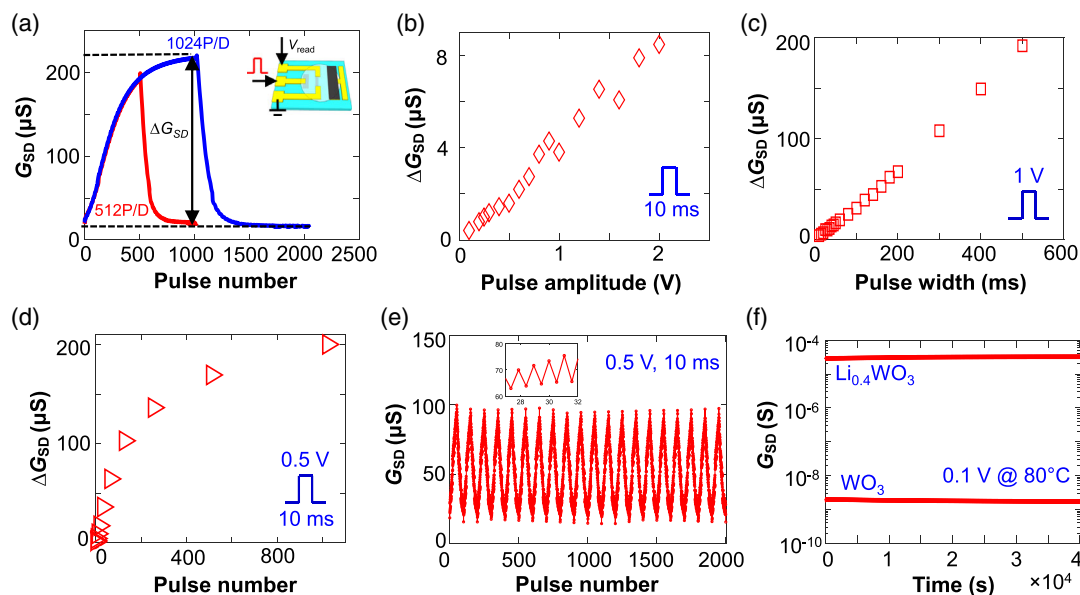 (a)
G_SD (µS)
200
100
0
1024P/D
512P/D
ΔG_SD
V_read
0 500 1000 1500 2000 2500
Pulse number
(b)
ΔG_SD (µS)
8
4
0
10 ms
0 1 2
Pulse amplitude (V)
(c)
ΔG_SD (µS)
200
100
0
1 V
0 200 400 600
Pulse width (ms)
(d)
ΔG_SD (µS)
200
100
0
0.5 V
10 ms
0 400 800
Pulse number
(e)
G_SD (µS)
150
100
50
0
80
70
60
28 30 32
0.5 V, 10 ms
0 500 1000 1500 2000
Pulse number
(f)
G_SD (S)
10⁻⁴
10⁻⁶
10⁻⁸
10⁻¹⁰
Li₀.₄WO₃
WO₃
0.1 V @ 80°C
0 1 2 3 4
Time (s) ×10⁴